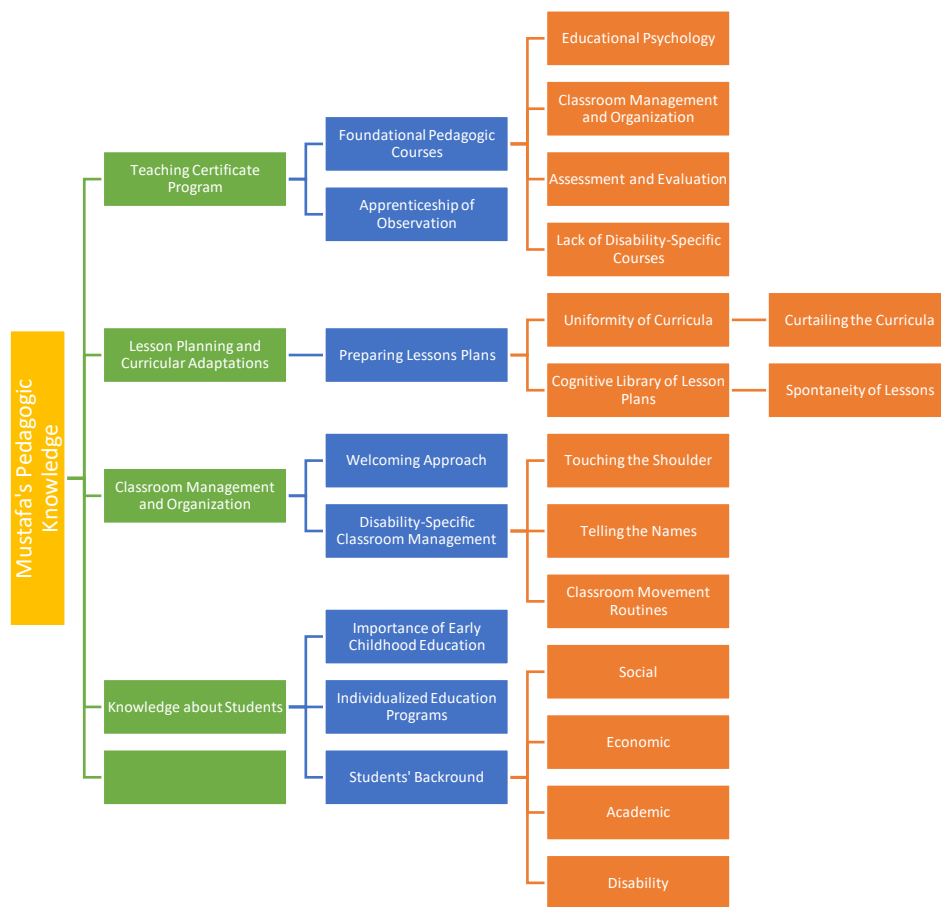 Mustafa's Pedagogic
Knowledge
Teaching Certificate
Program
Foundational Pedagogic
Courses
Educational Psychology
Classroom Management
and Organization
Assessment and Evaluation
Lack of Disability-Specific
Courses
Apprenticeship of
Observation
Lesson Planning and
Curricular Adaptations
Preparing Lessons Plans
Uniformity of Curricula
Curtailing the Curricula
Cognitive Library of Lesson
Plans
Spontaneity of Lessons
Classroom Management
and Organization
Welcoming Approach
Disability-Specific
Classroom Management
Touching the Shoulder
Telling the Names
Classroom Movement
Routines
Knowledge about Students
Importance of Early
Childhood Education
Individualized Education
Programs
Students' Backround
Social
Economic
Academic
Disability